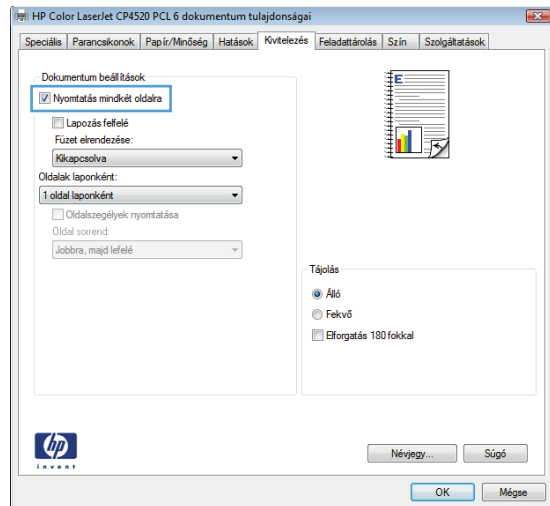 HP Color LaserJet CP4520 PCL 6 dokumentum tulajdonságai
Speciális Parancsikonok Papír/Minőség Hatások Kivitelezés Feladattárolás Szín Szolgáltatások
Dokumentum beállítások
Nyomtatás mindkét oldalra
Lapozás felfelé
Füzet elrendezése:
Kikapcsolva
Oldalak laponként:
1 oldal laponként
Oldalszegélyek nyomtatása
Oldal sorrend:
Jobbra, majd lefelé
E
Tájolás
Álló
Fekvő
Elforgatás 180 fokkal
hp
invent
Névjegy... Súgó
OK Mégse